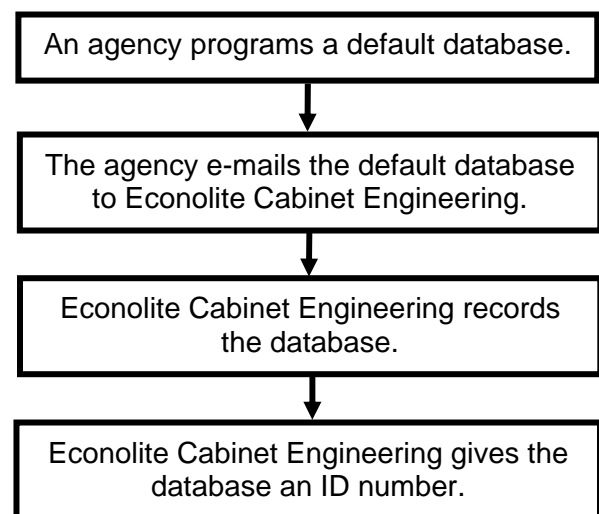 An agency programs a default database.
The agency e-mails the default database
to Econolite Cabinet Engineering.
Econolite Cabinet Engineering records
the database.
Econolite Cabinet Engineering gives the
database an ID number.